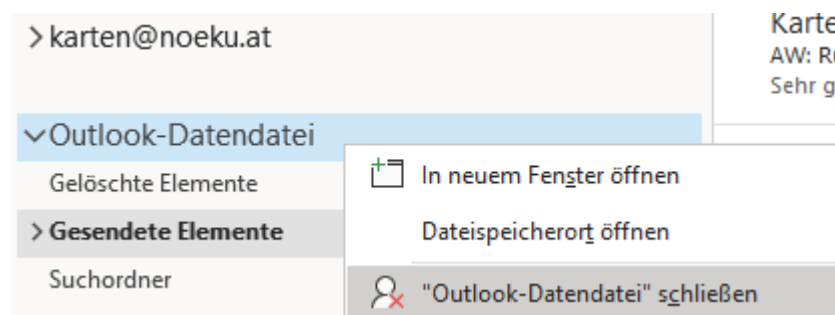 karten@noeku.at
AW:
Sehr
Outlook-Datendatei
Gelöschte Elemente
Gesendete Elemente
Suchordner
In neuem Fenster öffnen
Dateispeicherort öffnen
"Outlook-Datendatei" schließen